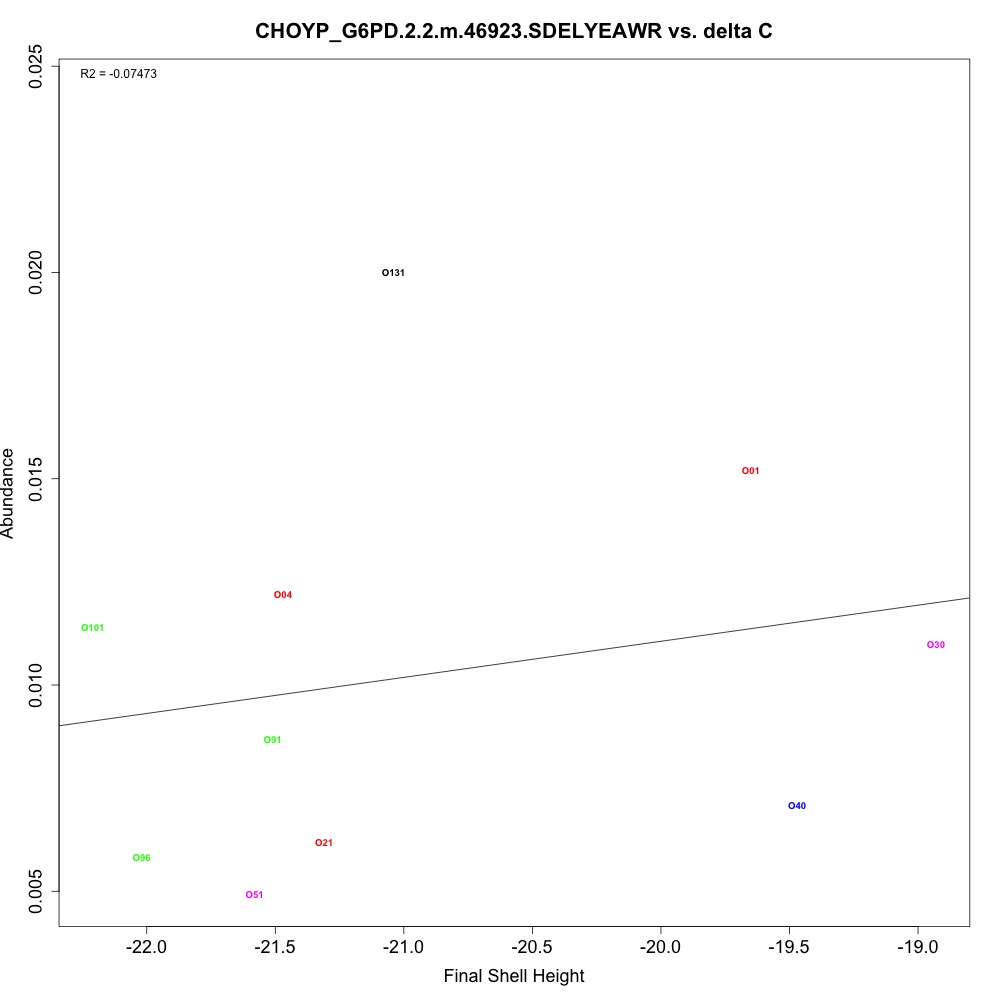 CHOYP_G6PD.2.2.m.46923.SDELYEAWR vs. delta C
R2 = -0.07473
0.025
0.020
0.015
0.010
0.005
Abundance
O131
O01
O04
O101
O30
O91
O40
O21
O96
O51
-22.0
-21.5
-21.0
-20.5
-20.0
-19.5
-19.0
Final Shell Height